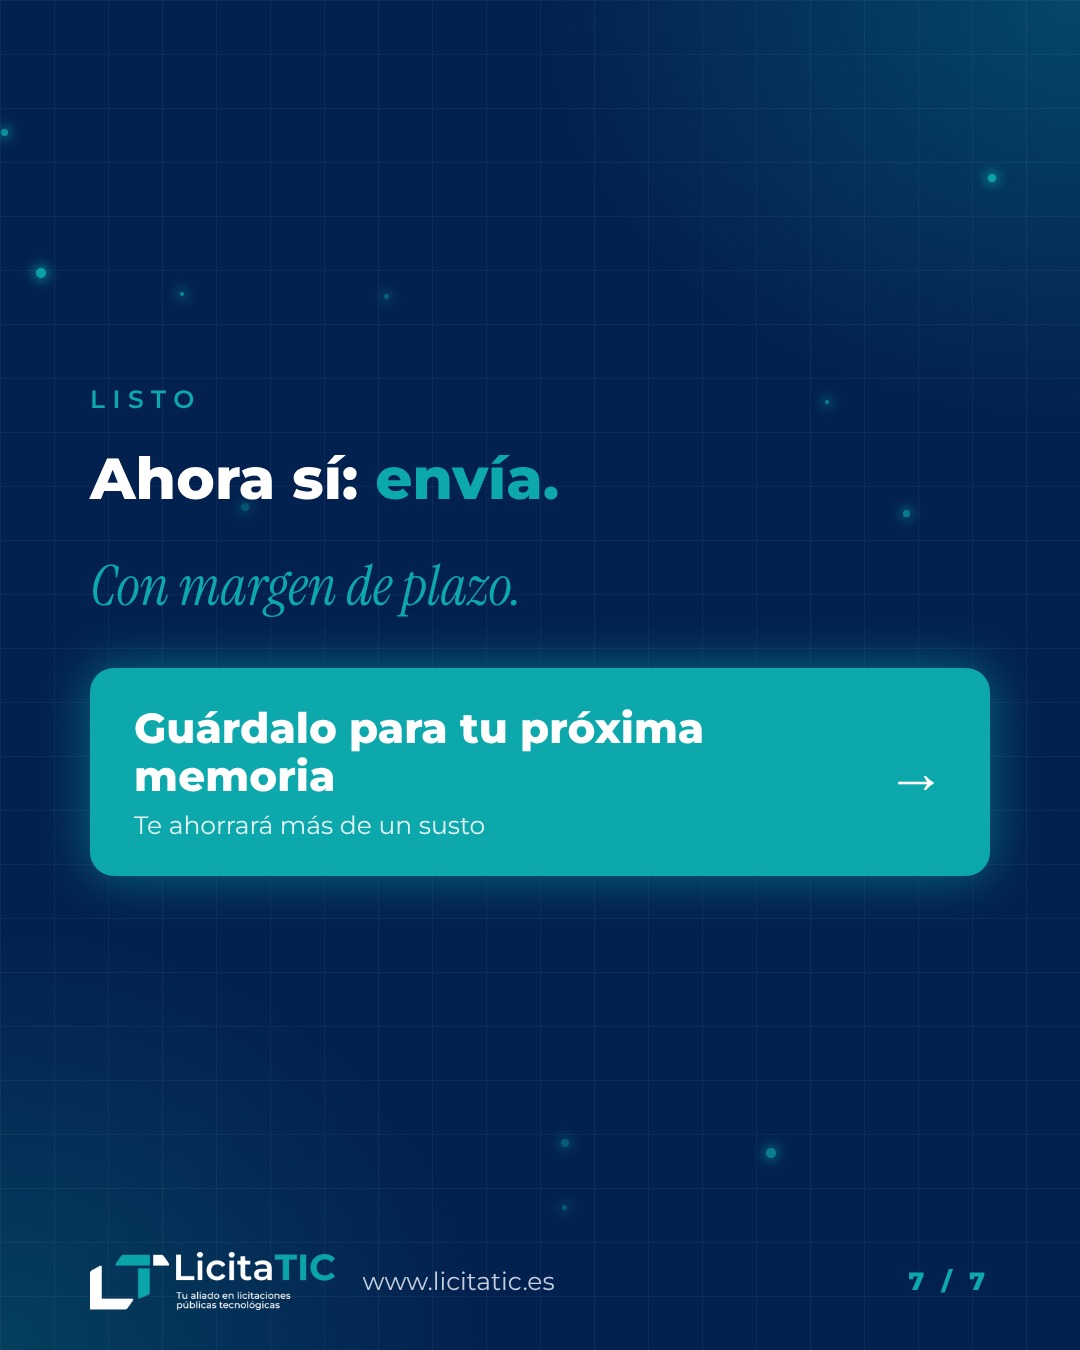 LISTO
Ahora sí: envía.
Con margen de plazo.
Guárdalo para tu próxima
memoria
→
Te ahorrará más de un susto
LicitaTIC
Tu aliado en licitaciones
públicas tecnológicas
www.licitatic.es
7 / 7